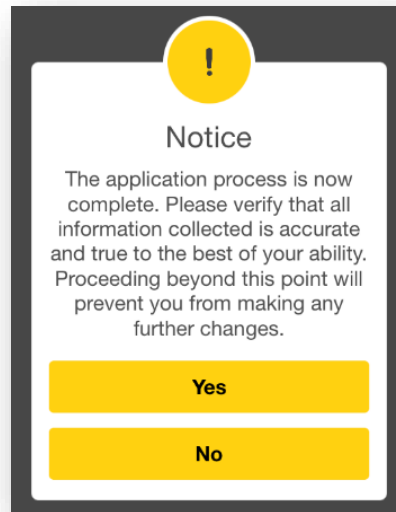 !
Notice
The application process is now
complete. Please verify that all
information collected is accurate
and true to the best of your ability.
Proceeding beyond this point will
prevent you from making any
further changes.
Yes
No